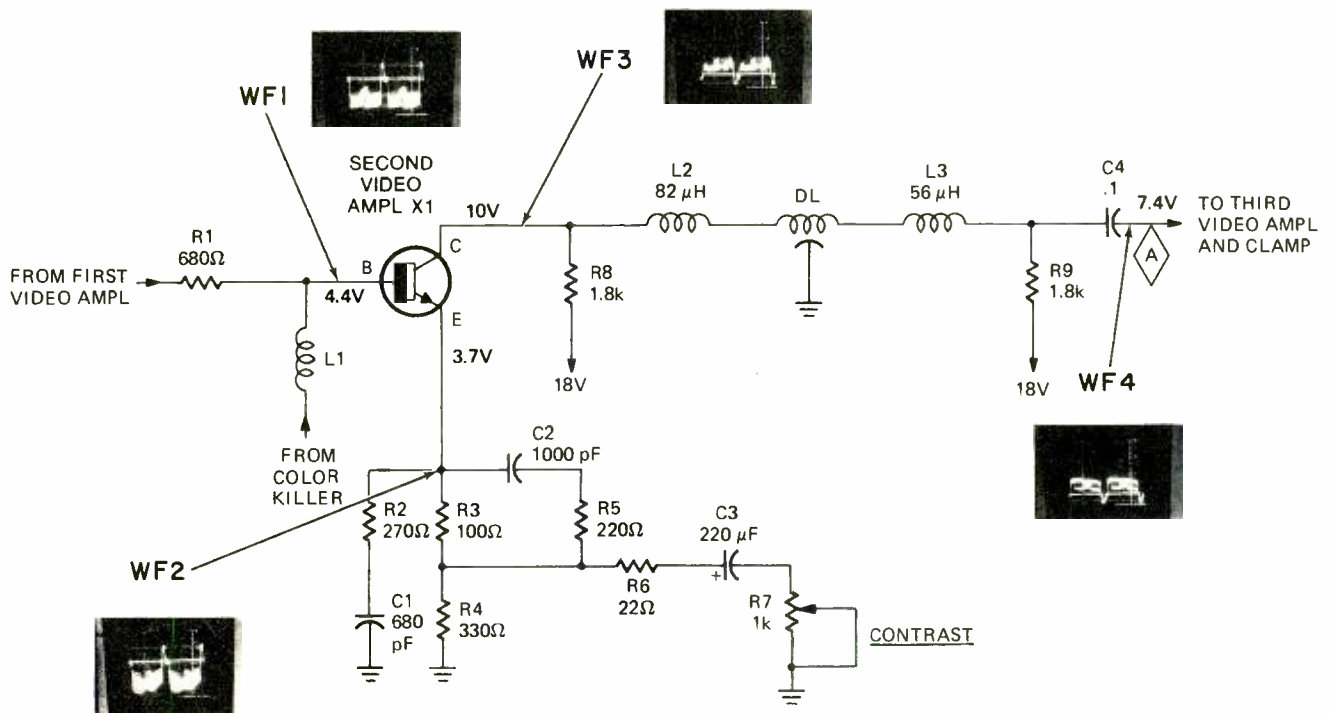 WF1
WF3
SECOND
VIDEO
AMPL X1
10V
C
B
E
4.4V
3.7V
R1
680Ω
FROM FIRST
VIDEO AMPL
L1
FROM
COLOR
KILLER
R8
1.8k
18V
L2
82 μH
DL
L3
56 μH
C4
.1
7.4V
TO THIRD
VIDEO AMPL
AND CLAMP
A
R9
1.8k
18V
WF4
C2
1000 pF
R2
270Ω
R3
100Ω
R5
220Ω
C3
220 μF
+
R6
22Ω
WF2
C1
680
pF
R4
330Ω
R7
1k
CONTRAST